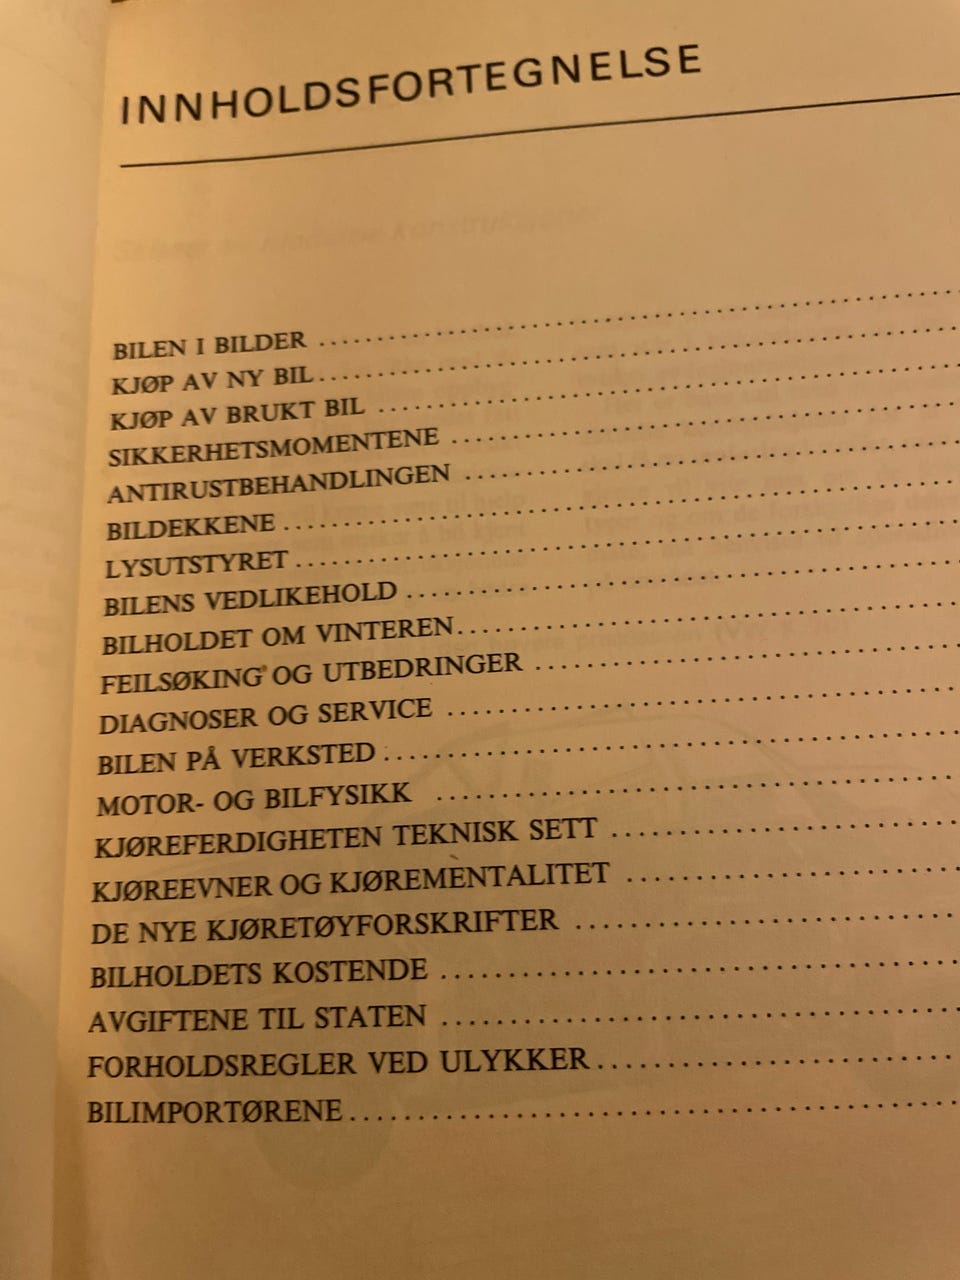 INNHOLDSFORTEGNELSE
BILEN I BILDER
KJØP AV NY BIL
KJØP AV BRUKT BIL
SIKKERHETSMOMENTENE
ANTIRUSTBEHANDLINGEN
BILDEKKENE
LYSUTSTYRET
BILENS VEDLIKEHOLD
BILHOLDET OM VINTEREN
FEILSØKING OG UTBEDRINGER
DIAGNOSER OG SERVICE
BILEN PÅ VERKSTED
MOTOR- OG BILFYSIKK
KJØREFERDIGHETEN TEKNISK SETT
KJØREEVNER OG KJØREMENTALITET
DE NYE KJØRETØYFORSKRIFTER
BILHOLDETS KOSTENDE
AVGIFTENE TIL STATEN
FORHOLDSREGLER VED ULYKKER
BILIMPORTØRENE